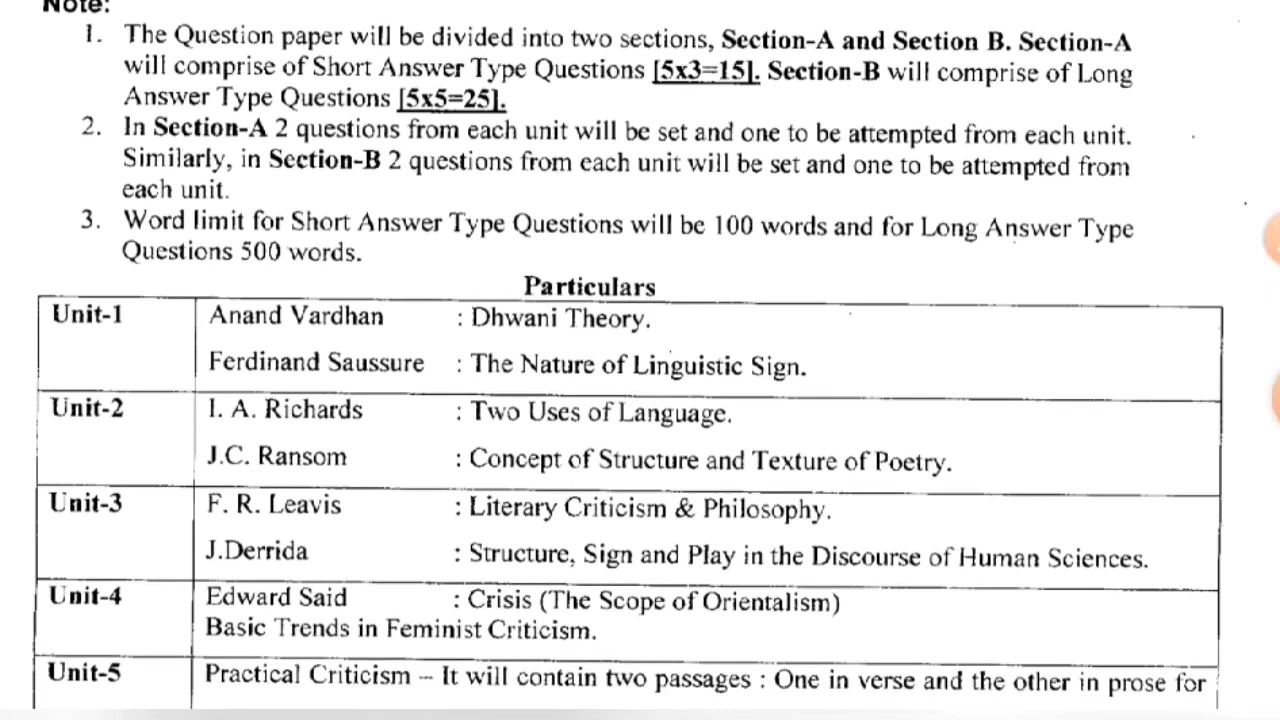 Note:
1. The Question paper will be divided into two sections, Section-A and Section B. Section-A
will comprise of Short Answer Type Questions [5x3=15]. Section-B will comprise of Long
Answer Type Questions [5x5=25].
2. In Section-A 2 questions from each unit will be set and one to be attempted from each unit.
Similarly, in Section-B 2 questions from each unit will be set and one to be attempted from
each unit.
3. Word limit for Short Answer Type Questions will be 100 words and for Long Answer Type
Questions 500 words.
Particulars
Unit-1 Anand Vardhan : Dhwani Theory.
Ferdinand Saussure : The Nature of Linguistic Sign.
Unit-2 I. A. Richards : Two Uses of Language.
J.C. Ransom : Concept of Structure and Texture of Poetry.
Unit-3 F. R. Leavis : Literary Criticism & Philosophy.
J.Derrida : Structure, Sign and Play in the Discourse of Human Sciences.
Unit-4 Edward Said : Crisis (The Scope of Orientalism)
Basic Trends in Feminist Criticism.
Unit-5 Practical Criticism – It will contain two passages : One in verse and the other in prose for